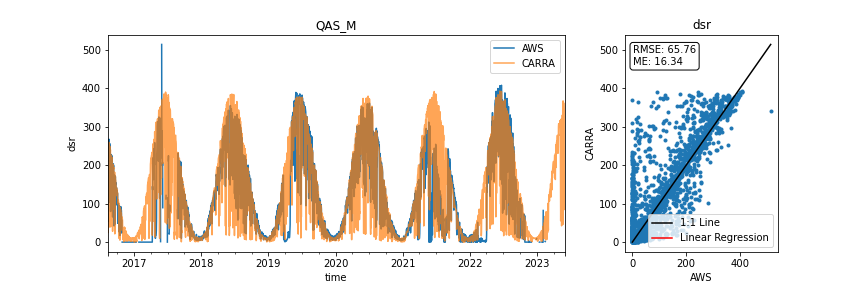 QAS_M
dsr
500
400
300
200
100
0
dsr
AWS
CARRA
2017
2018
2019
2020
2021
2022
2023
time
dsr
500
400
300
200
100
0
CARRA
RMSE: 65.76
ME: 16.34
1:1 Line
Linear Regression
0
200
400
AWS